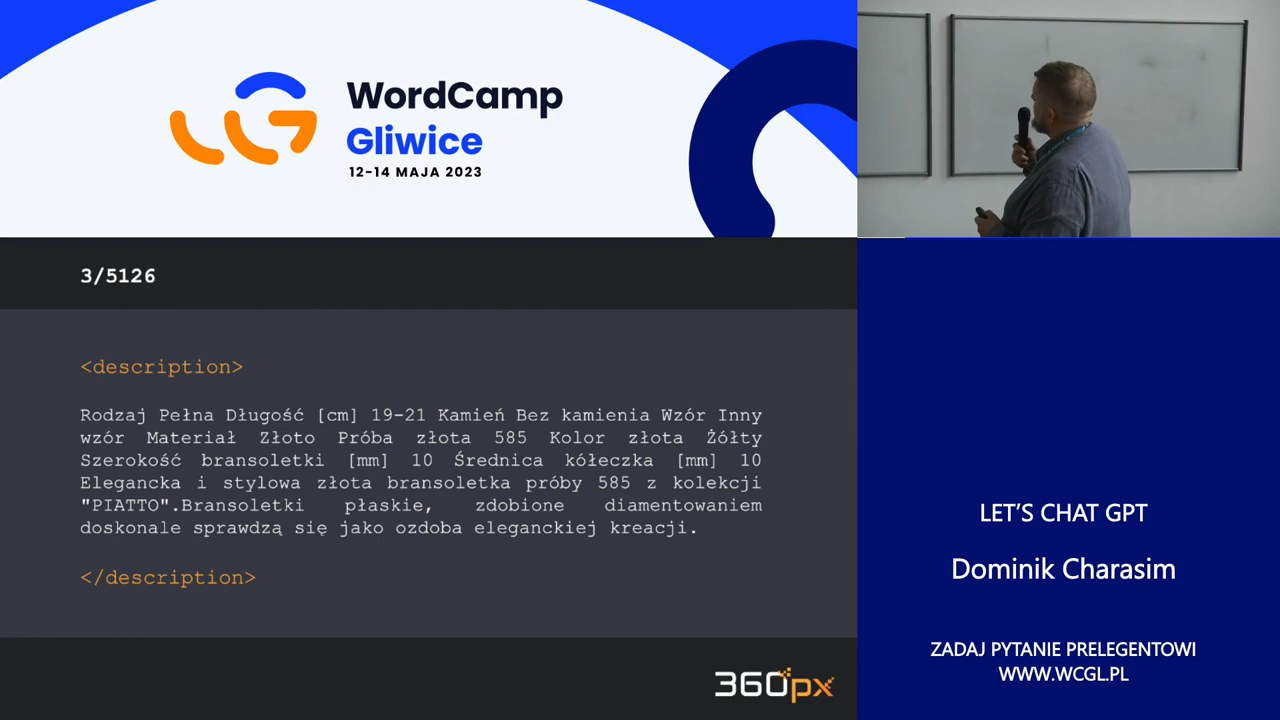 WordCamp
Gliwice
12-14 MAJA 2023
3/5126
<description>
Rodzaj Pełna Długość [cm] 19-21 Kamień Bez kamienia Wzór Inny
wzór Materiał Złoto Próba złota 585 Kolor złota Żółty
Szerokość bransoletki [mm] 10 Średnica kółeczka [mm] 10
Elegancka i stylowa złota bransoletka próby 585 z kolekcji
"PIATTO".Bransoletki płaskie, zdobione diamentowaniem
doskonale sprawdzą się jako ozdoba eleganckiej kreacji.
</description>
360px
LET'S CHAT GPT
Dominik Charasim
ZADAJ PYTANIE PRELEGENTOWI
WWW.WCGL.PL